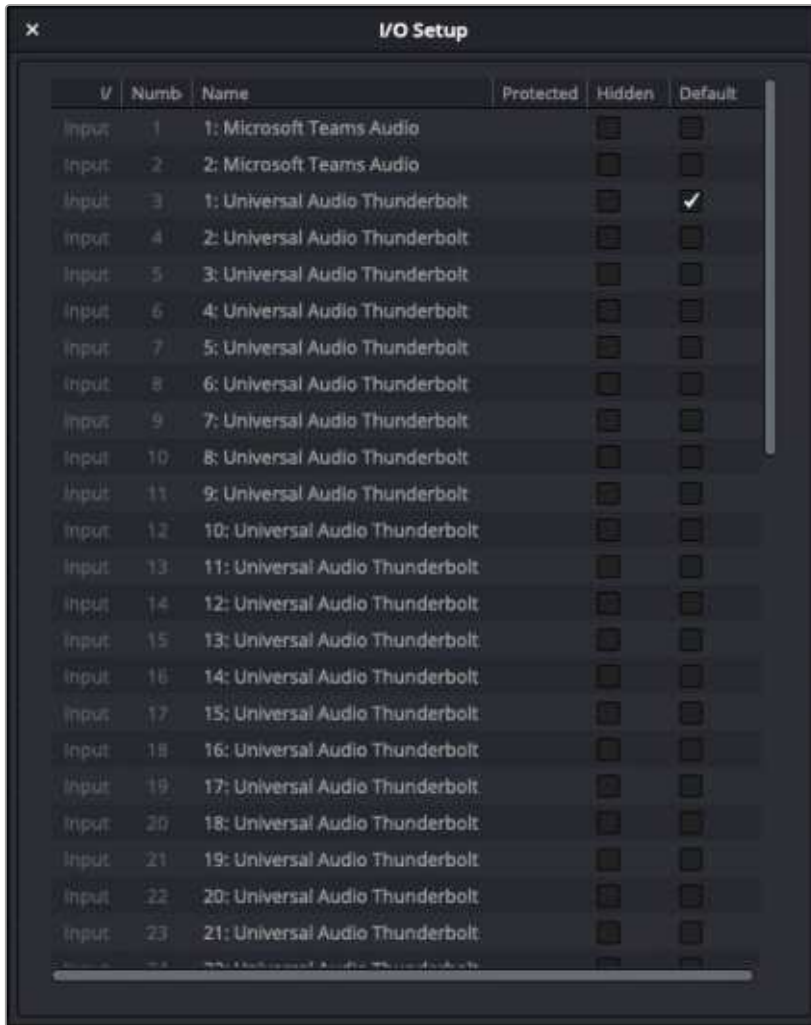 × I/O Setup
I/ Numb Name Protected Hidden Default
Input 1 1: Microsoft Teams Audio
Input 2 2: Microsoft Teams Audio
Input 3 1: Universal Audio Thunderbolt
Input 4 2: Universal Audio Thunderbolt
Input 5 3: Universal Audio Thunderbolt
Input 6 4: Universal Audio Thunderbolt
Input 7 5: Universal Audio Thunderbolt
Input 8 6: Universal Audio Thunderbolt
Input 9 7: Universal Audio Thunderbolt
Input 10 8: Universal Audio Thunderbolt
Input 11 9: Universal Audio Thunderbolt
Input 12 10: Universal Audio Thunderbolt
Input 13 11: Universal Audio Thunderbolt
Input 14 12: Universal Audio Thunderbolt
Input 15 13: Universal Audio Thunderbolt
Input 16 14: Universal Audio Thunderbolt
Input 17 15: Universal Audio Thunderbolt
Input 18 16: Universal Audio Thunderbolt
Input 19 17: Universal Audio Thunderbolt
Input 20 18: Universal Audio Thunderbolt
Input 21 19: Universal Audio Thunderbolt
Input 22 20: Universal Audio Thunderbolt
Input 23 21: Universal Audio Thunderbolt